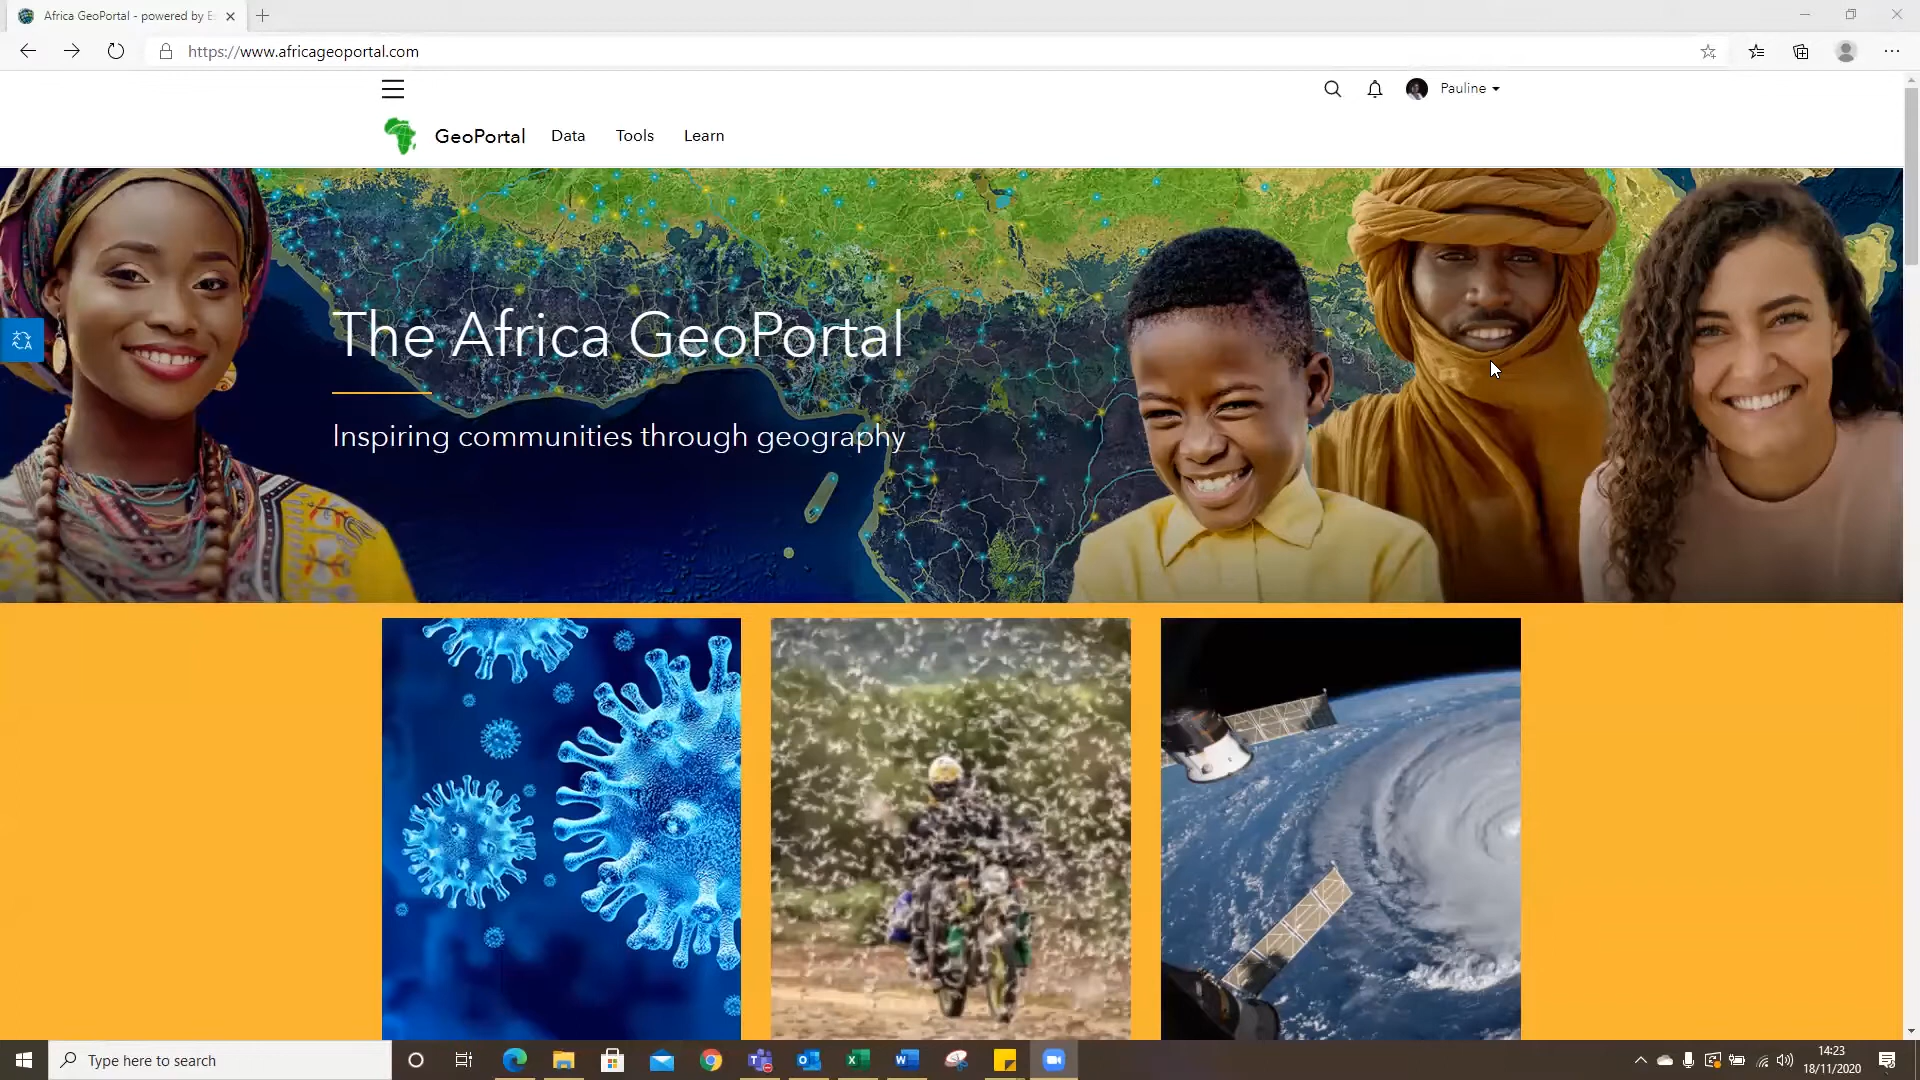 Africa GeoPortal - powered by E
https://www.africageoportal.com
Pauline
GeoPortal Data Tools Learn
The Africa GeoPortal
Inspiring communities through geography
Type here to search
14:23
18/11/2020